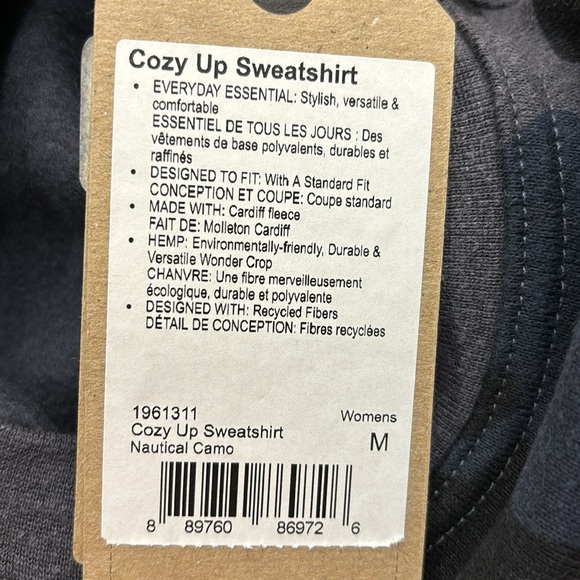 Cozy Up Sweatshirt
• EVERYDAY ESSENTIAL: Stylish, versatile &
comfortable
ESSENTIEL DE TOUS LES JOURS : Des
vêtements de base polyvalents, durables et
raffinés
• DESIGNED TO FIT: With A Standard Fit
CONCEPTION ET COUPE: Coupe standard
• MADE WITH: Cardiff fleece
FAIT DE: Molleton Cardiff
• HEMP: Environmentally-friendly, Durable &
Versatile Wonder Crop
CHANVRE: Une fibre merveilleusement
écologique, durable et polyvalente
• DESIGNED WITH: Recycled Fibers
DÉTAIL DE CONCEPTION: Fibres recyclées
1961311 Womens
Cozy Up Sweatshirt M
Nautical Camo
8 89760 86972 6